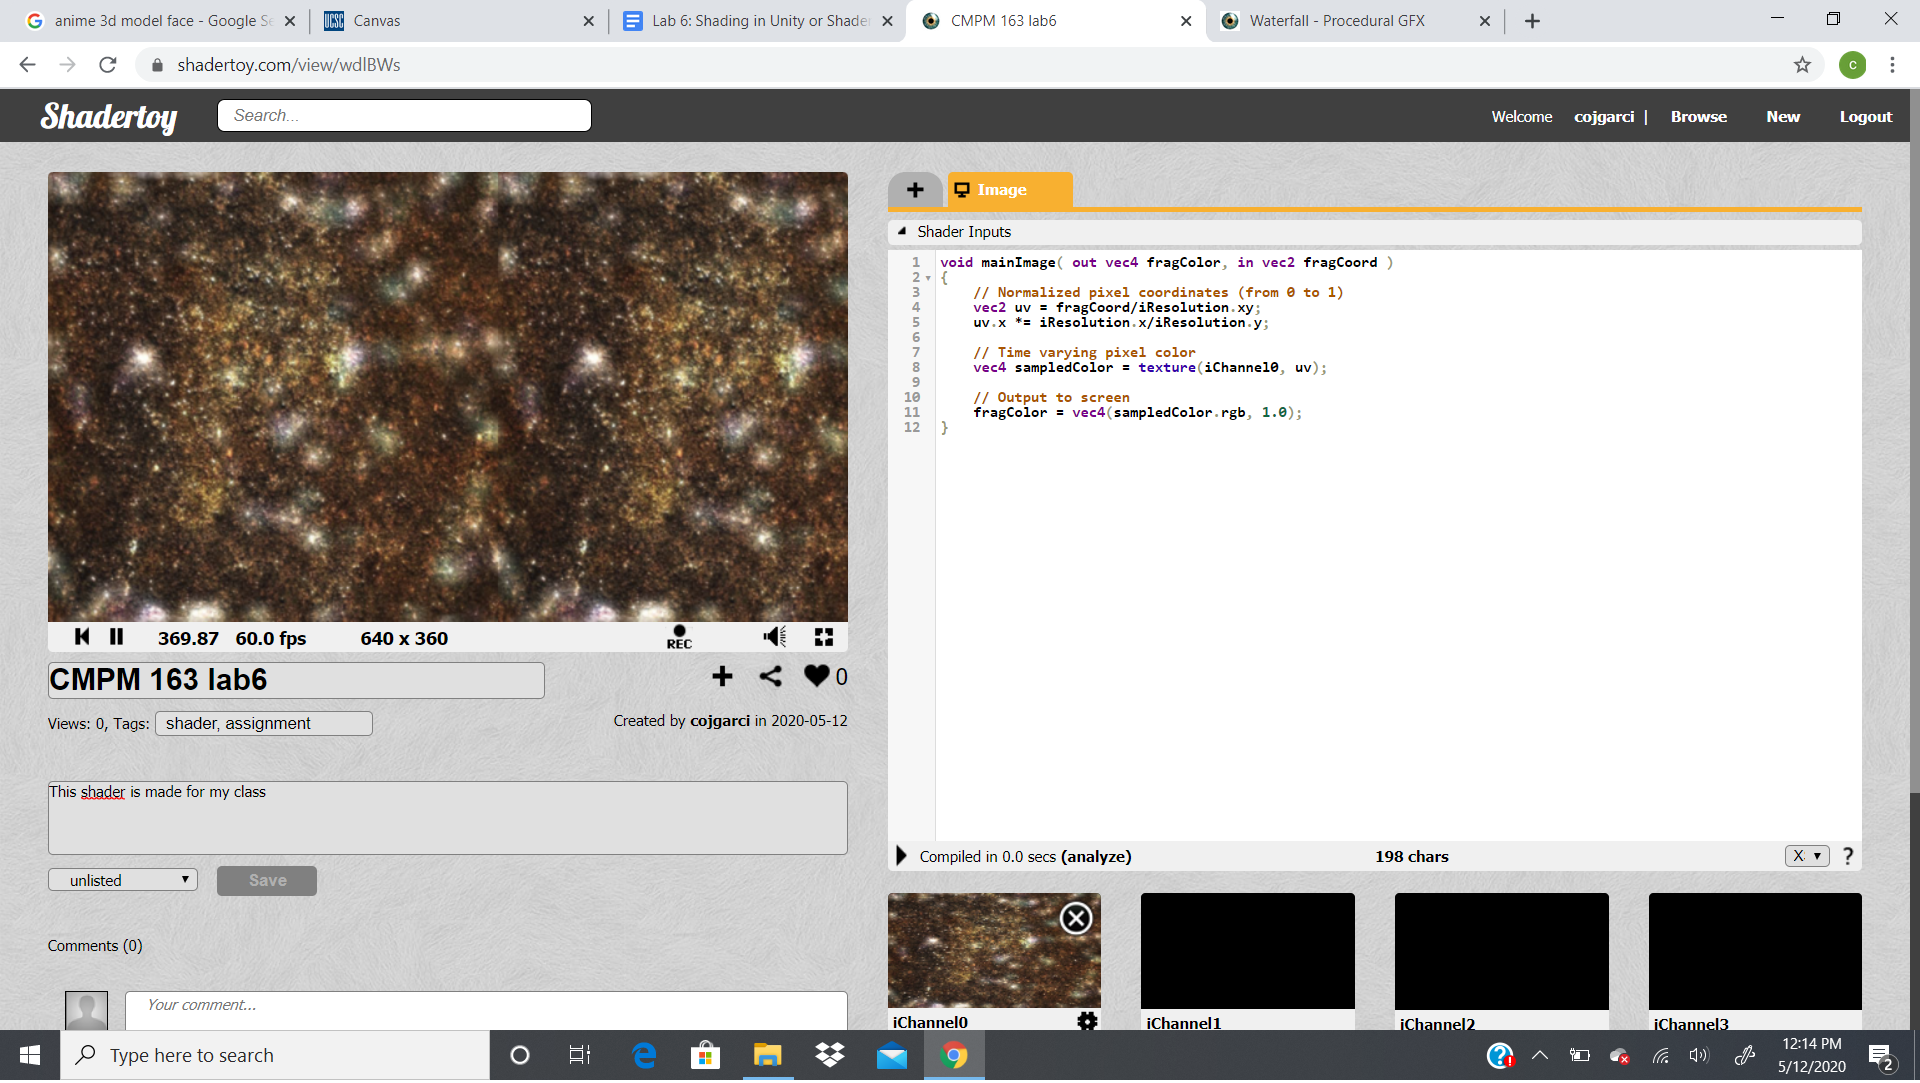 anime 3d model face - Google Se
Canvas
Lab 6: Shading in Unity or Shader
CMPM 163 lab6
Waterfall - Procedural GFX
shadertoy.com/view/wdlBWs
c
Shadertoy
Search...
Welcome cojgarci | Browse New Logout
Image
Shader Inputs
1 void mainImage( out vec4 fragColor, in vec2 fragCoord )
2 {
3 // Normalized pixel coordinates (from 0 to 1)
4 vec2 uv = fragCoord/iResolution.xy;
5 uv.x *= iResolution.x/iResolution.y;
6
7 // Time varying pixel color
8 vec4 sampledColor = texture(iChannel0, uv);
9
10 // Output to screen
11 fragColor = vec4(sampledColor.rgb, 1.0);
12 }
369.87 60.0 fps 640 x 360 REC
CMPM 163 lab6
0
Views: 0, Tags: shader, assignment
Created by cojgarci in 2020-05-12
This shader is made for my class
Compiled in 0.0 secs (analyze) 198 chars X ?
unlisted Save
Comments (0)
Your comment...
iChannel0 iChannel1 iChannel2 iChannel3
Type here to search
12:14 PM
5/12/2020
2